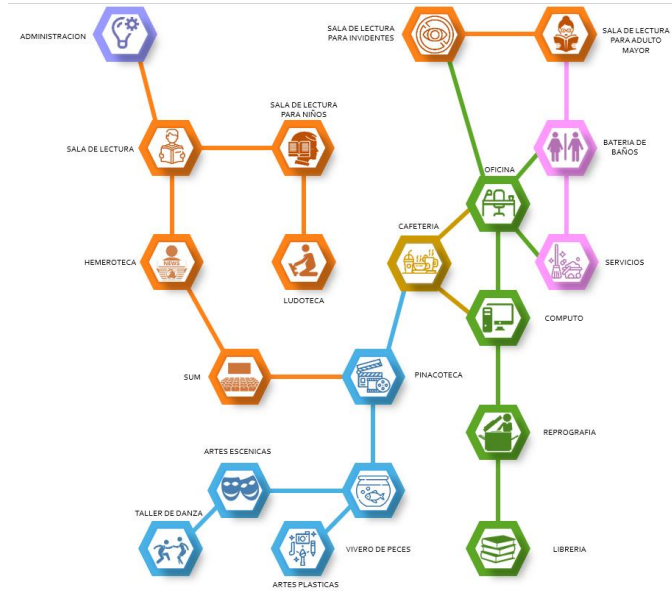 ADMINISTRACION
SALA DE LECTURA
PARA INVIDENTES
SALA DE LECTURA
PARA ADULTO
MAYOR
SALA DE LECTURA
PARA NIÑOS
SALA DE LECTURA
BATERIA DE
BAÑOS
OFICINA
CAFETERIA
HEMEROTECA
NEWS
SERVICIOS
LUDOTECA
COMPUTO
SUM
PINACOTECA
REPROGRAFIA
ARTES ESCENICAS
TALLER DE DANZA
VIVERO DE PECES
LIBRERIA
ARTES PLASTICAS